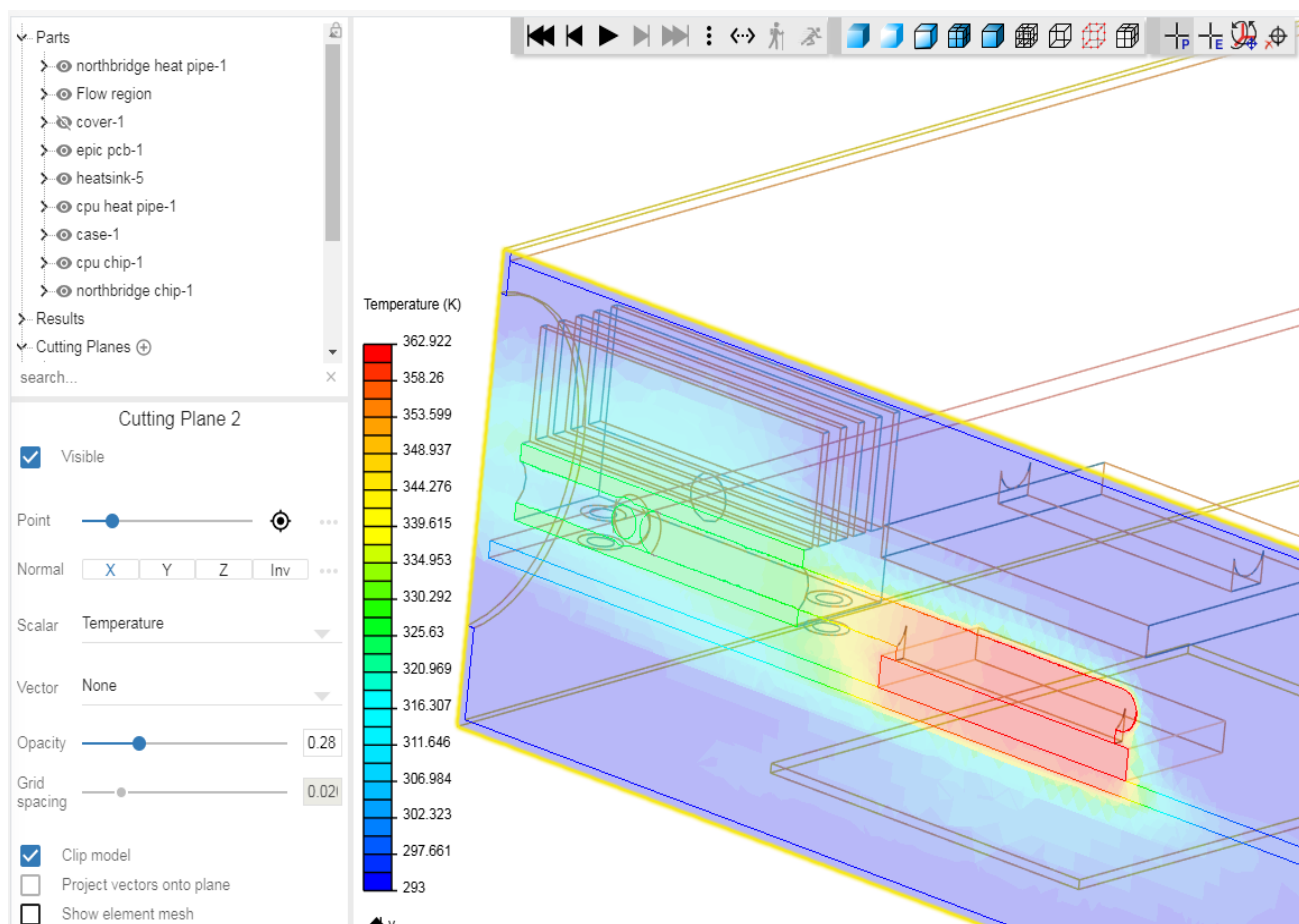 Parts
northbridge heat pipe-1
Flow region
cover-1
epic pcb-1
heatsink-5
cpu heat pipe-1
case-1
cpu chip-1
northbridge chip-1
Results
Cutting Planes
search...
Cutting Plane 2
Visible
Point
Normal X Y Z Inv
Scalar Temperature
Vector None
Opacity 0.28
Grid spacing 0.02
Clip model
Project vectors onto plane
Show element mesh
P E
Temperature (K)
362.922
358.26
353.599
348.937
344.276
339.615
334.953
330.292
325.63
320.969
316.307
311.646
306.984
302.323
297.661
293